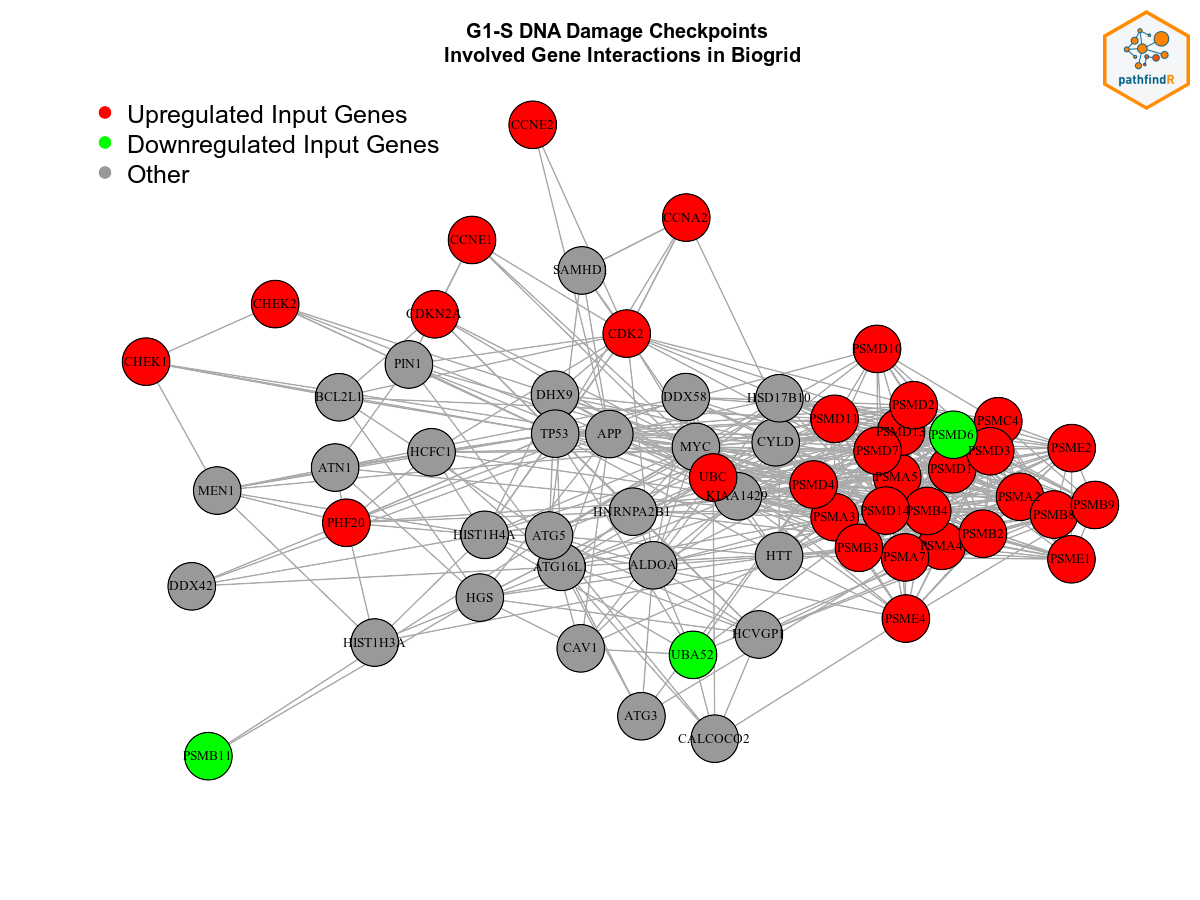 G1-S DNA Damage Checkpoints
Involved Gene Interactions in Biogrid
pathfindR
Upregulated Input Genes
Downregulated Input Genes
Other
CCNE2
CCNA2
CCNE1
SAMHD
CHEK2
CDKN2A
CDK2
PSMD10
CHEK1
PIN1
BCL2L1
DHX9
DDX58
HSD17B10
PSMD2
PSMD11
PSMC4
TP53
APP
PSMD13
PSMD6
MYC
CYLD
PSME2
HCFC1
PSMD7
PSMD3
ATN1
PSMD1
UBC
PSMA5
MEN1
PSMD4
KIAA1429
PSMA2
PSMB9
HNRNPA2B1
PSMD14
PSMB4
PSMB8
PSMA3
PHF20
HIST1H4A
ATG5
PSMB2
PSMB3
PSMA4
HTT
PSMA7
PSME1
ATG16L
ALDOA
DDX42
HGS
PSME4
HCVGP1
HIST1H3A
CAV1
UBA52
ATG3
CALCOCO2
PSMB11